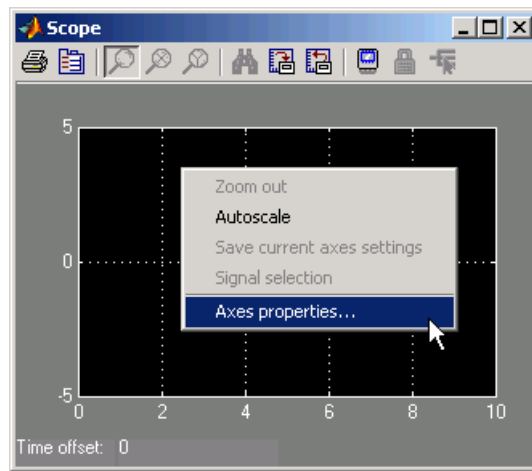 Scope
5
Zoom out
Autoscale
0
Save current axes settings
Signal selection
Axes properties...
-5
0 2 4 6 8 10
Time offset: 0